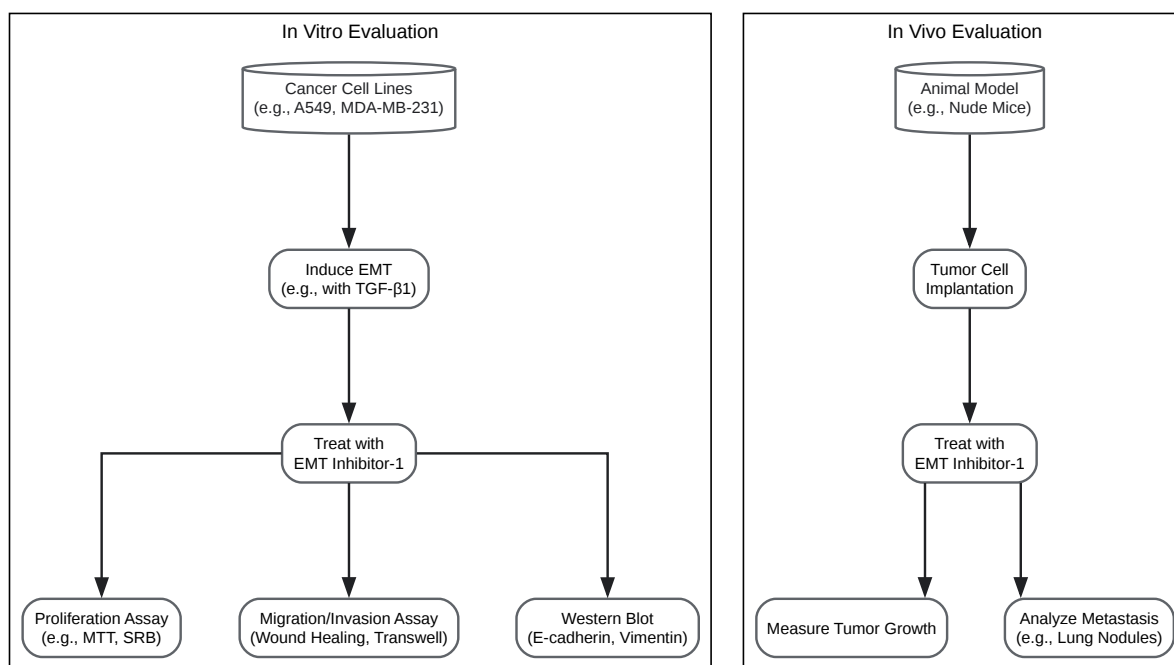 In Vitro Evaluation
Cancer Cell Lines
(e.g., A549, MDA-MB-231)
Induce EMT
(e.g., with TGF-β1)
Treat with
EMT Inhibitor-1
Proliferation Assay
(e.g., MTT, SRB)
Migration/Invasion Assay
(Wound Healing, Transwell)
Western Blot
(E-cadherin, Vimentin)
In Vivo Evaluation
Animal Model
(e.g., Nude Mice)
Tumor Cell
Implantation
Treat with
EMT Inhibitor-1
Measure Tumor Growth
Analyze Metastasis
(e.g., Lung Nodules)